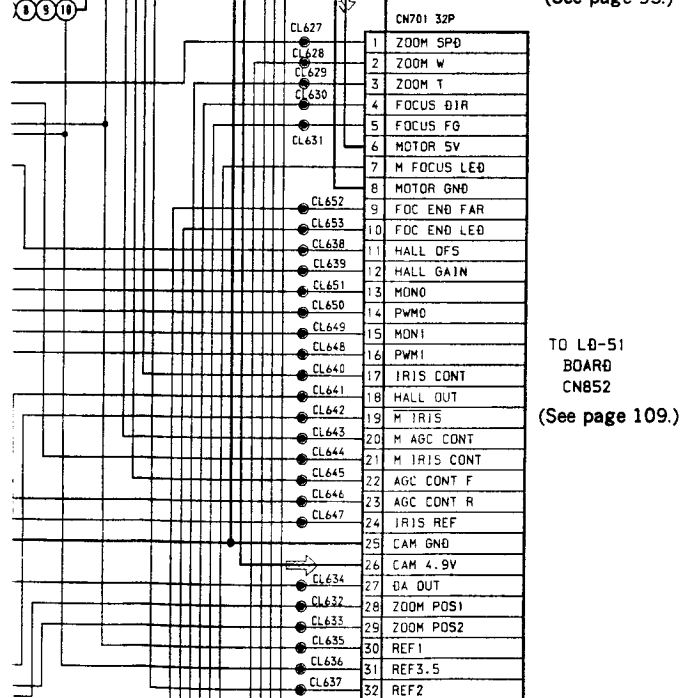 8 9 10
(See page 93.)
CN701 32P
CL627
CL628
CL629
CL630
CL631
1 ZOOM SPD
2 ZOOM W
3 ZOOM T
4 FOCUS DIR
5 FOCUS FG
6 MOTOR 5V
7 M FOCUS LED
8 MOTOR GND
CL652 9 FOC END FAR
CL653 10 FOC END LED
CL638 11 HALL OFS
CL639 12 HALL GAIN
CL651 13 MON0
CL650 14 PWM0
CL649 15 MON1
CL648 16 PWM1
CL640 17 IRIS CONT
CL641 18 HALL OUT
CL642 19 M IRIS
CL643 20 M AGC CONT
CL644 21 M IRIS CONT
CL645 22 AGC CONT F
CL646 23 AGC CONT R
CL647 24 IRIS REF
25 CAM GND
26 CAM 4.9V
CL634 27 DA OUT
CL632 28 ZOOM POS1
CL633 29 ZOOM POS2
CL635 30 REF1
CL636 31 REF3.5
CL637 32 REF2
TO LD-51
BOARD
CN852
(See page 109.)